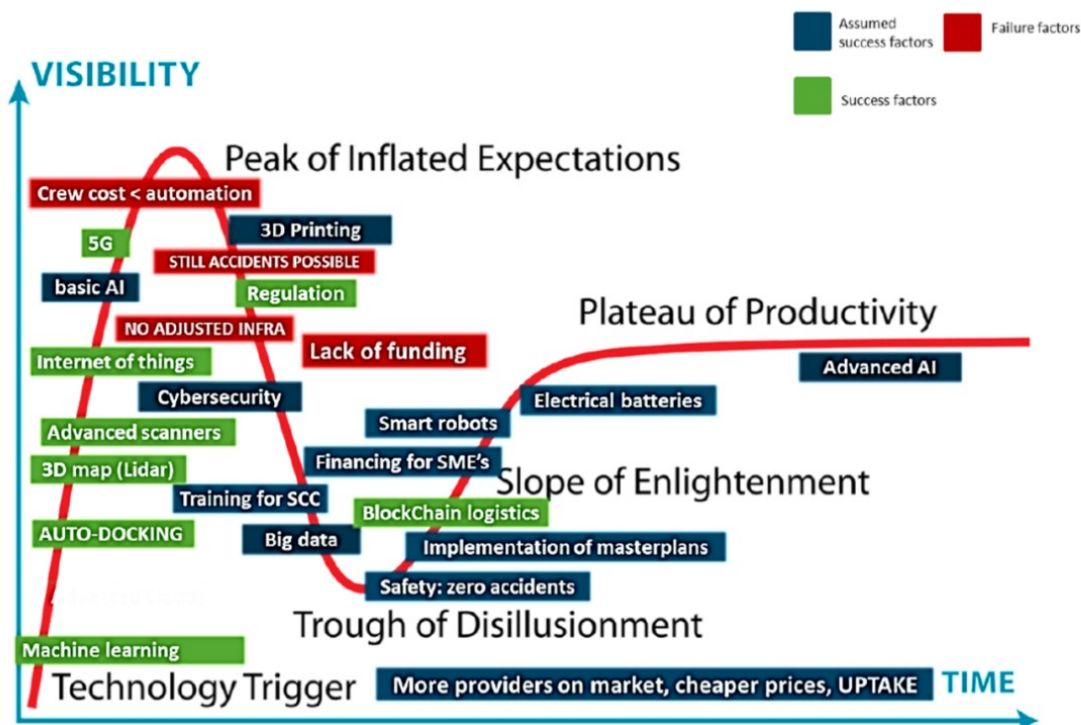 Assumed
success factors
Failure factors
Success factors
VISIBILITY
Peak of Inflated Expectations
Crew cost < automation
3D Printing
5G
STILL ACCIDENTS POSSIBLE
basic AI
Regulation
Plateau of Productivity
NO ADJUSTED INFRA
Lack of funding
Internet of things
Advanced AI
Cybersecurity
Electrical batteries
Smart robots
Advanced scanners
Financing for SME's
3D map (Lidar)
Slope of Enlightenment
Training for SCC
BlockChain logistics
AUTO-DOCKING
Big data
Implementation of masterplans
Safety: zero accidents
Trough of Disillusionment
Machine learning
Technology Trigger
More providers on market, cheaper prices, UPTAKE
TIME